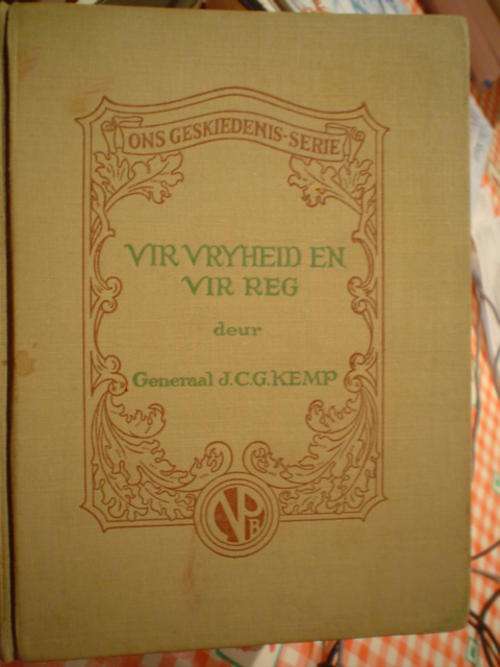 ONS GESKIEDENIS-SERIE
VIR VRYHEID EN
VIR REG
deur
Generaal J.C.G. KEMP
VPB